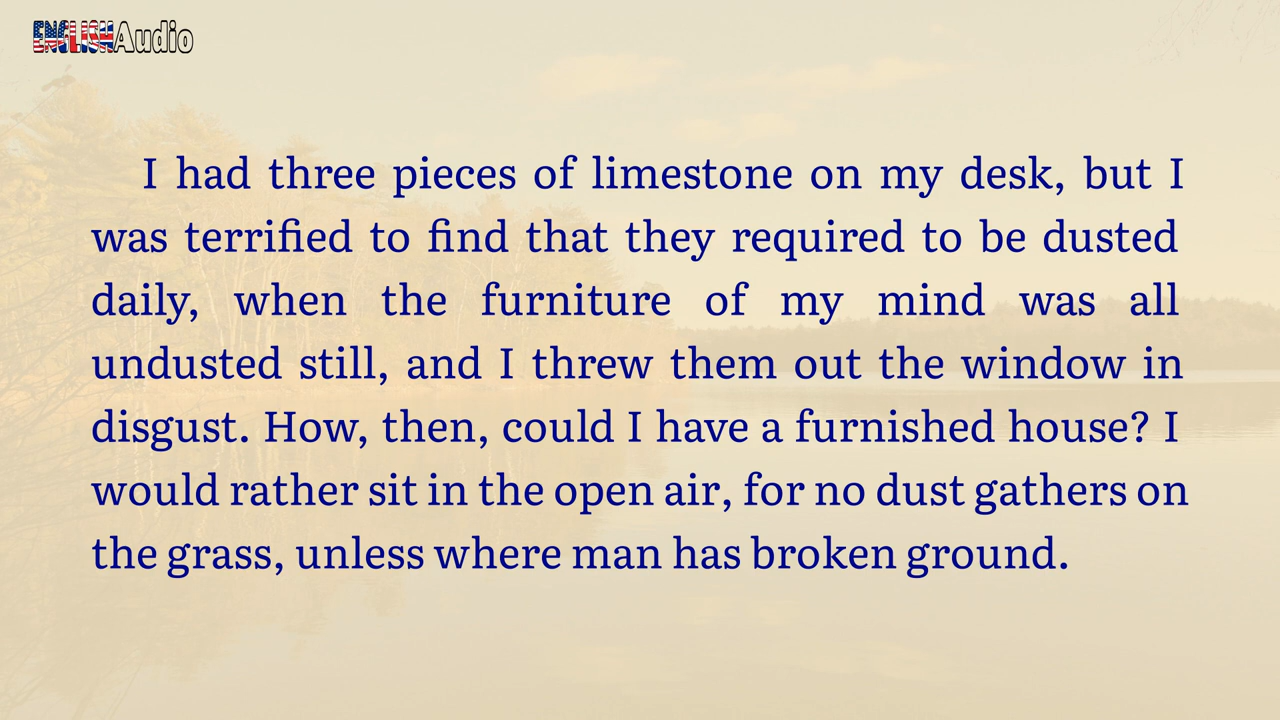 ENGLISHAudio
I had three pieces of limestone on my desk, but I
was terrified to find that they required to be dusted
daily, when the furniture of my mind was all
undusted still, and I threw them out the window in
disgust. How, then, could I have a furnished house? I
would rather sit in the open air, for no dust gathers on
the grass, unless where man has broken ground.